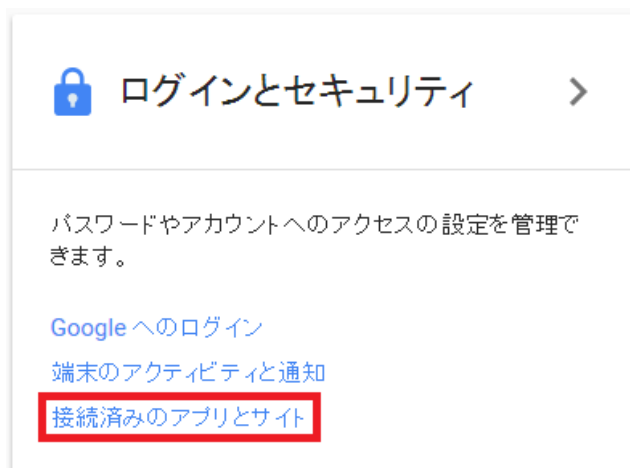 ログインとセキュリティ
パスワードやアカウントへのアクセスの設定を管理で
きます。
Google へのログイン
端末のアクティビティと通知
接続済みのアプリとサイト